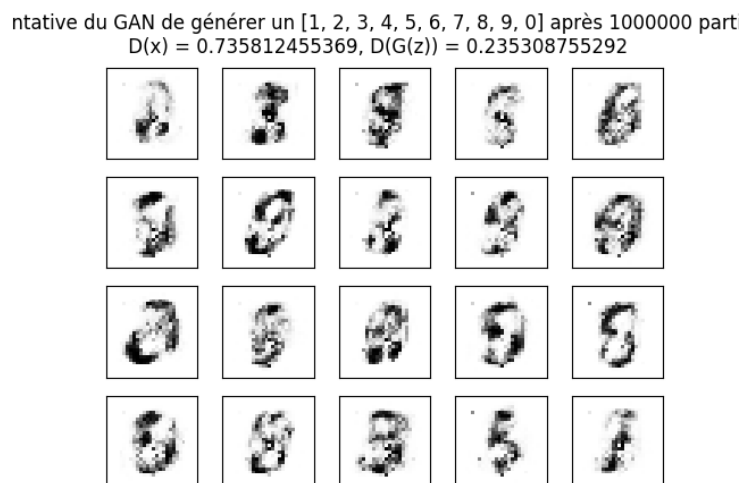 ntative du GAN de générer un [1, 2, 3, 4, 5, 6, 7, 8, 9, 0] après 1000000 parti
D(x) = 0.735812455369, D(G(z)) = 0.235308755292